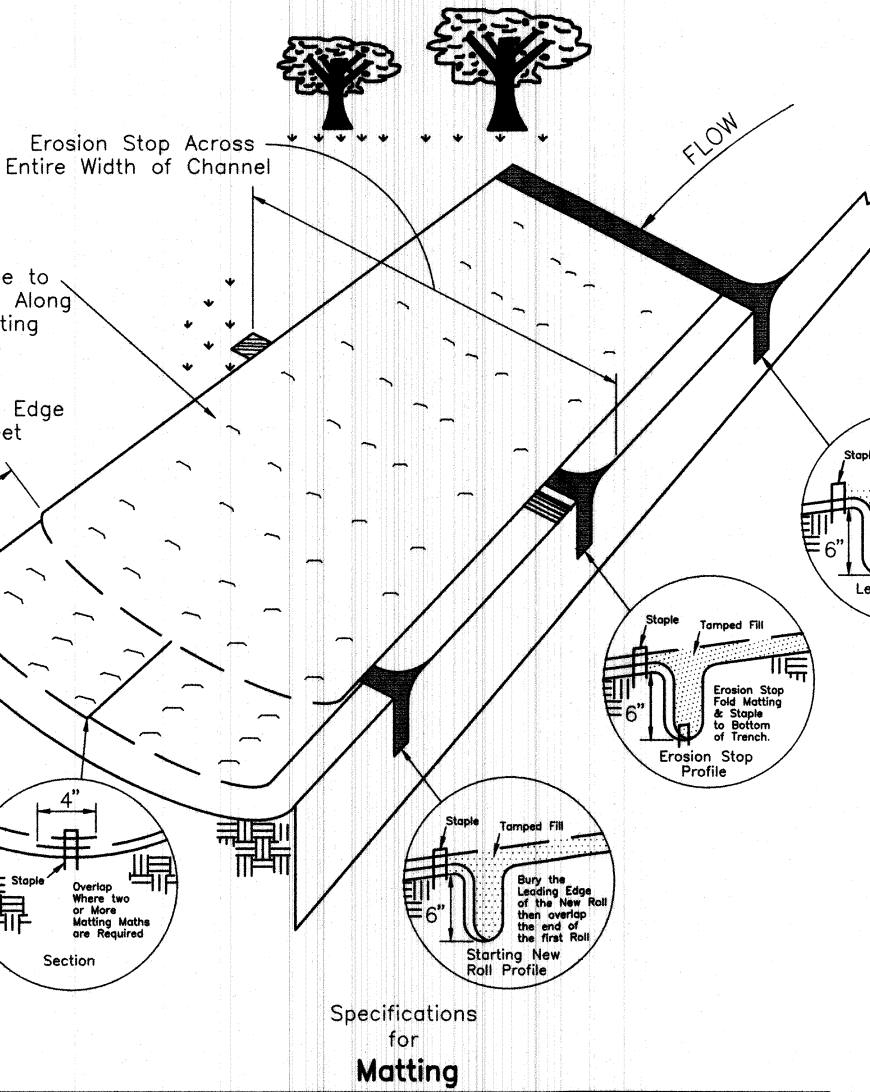 FLOW
Erosion Stop Across
Entire Width of Channel
e to
Along
ting
Edge
et
Staple
6"
Le
Staple
Tamped Fill
6"
Erosion Stop
Fold Matting
& Staple
to Bottom
of Trench.
Erosion Stop
Profile
4"
Staple
Overlap
Where two
or More
Matting Maths
are Required
Section
Staple
Tamped Fill
6"
Bury the
Leading Edge
of the New Roll
then overlap
the end of
the first Roll
Starting New
Roll Profile
Specifications
for
Matting